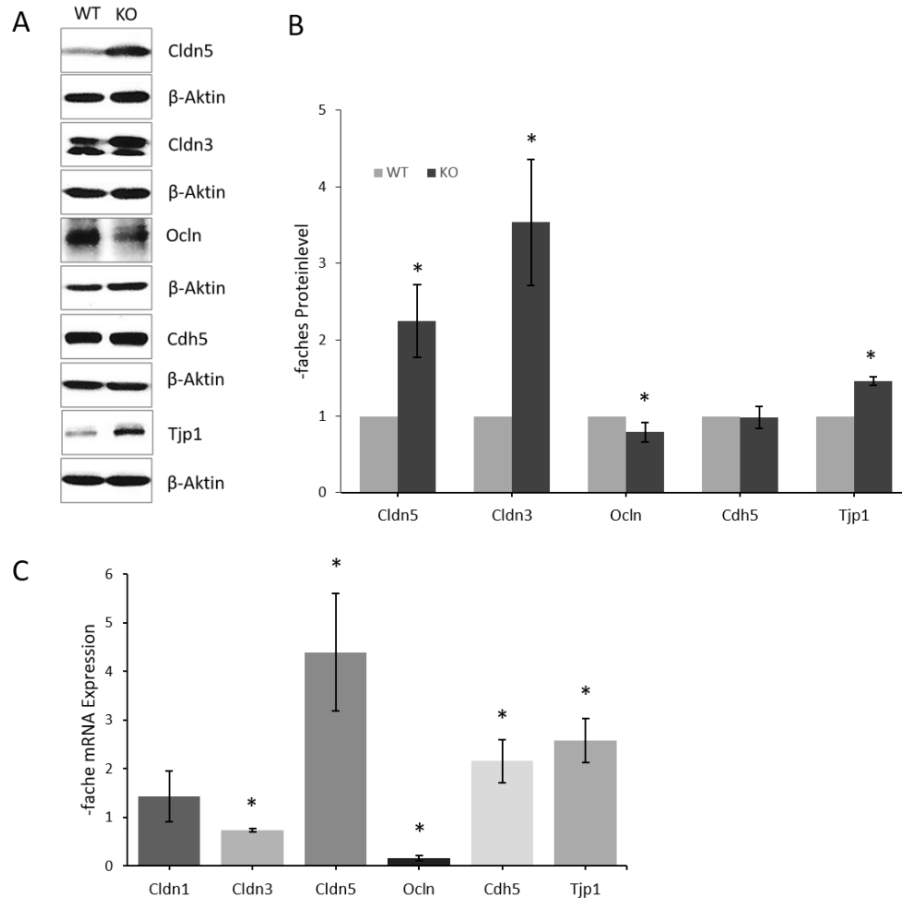 A
WT KO
Cldn5
β-Aktin
Cldn3
β-Aktin
Ocln
β-Aktin
Cdh5
β-Aktin
Tjp1
β-Aktin
B
-faches Proteinlevel
5
4
3
2
1
0
WT KO
*
*
*
*
Cldn5 Cldn3 Ocln Cdh5 Tjp1
C
-fache mRNA Expression
6
5
4
3
2
1
0
*
*
*
*
*
Cldn1 Cldn3 Cldn5 Ocln Cdh5 Tjp1